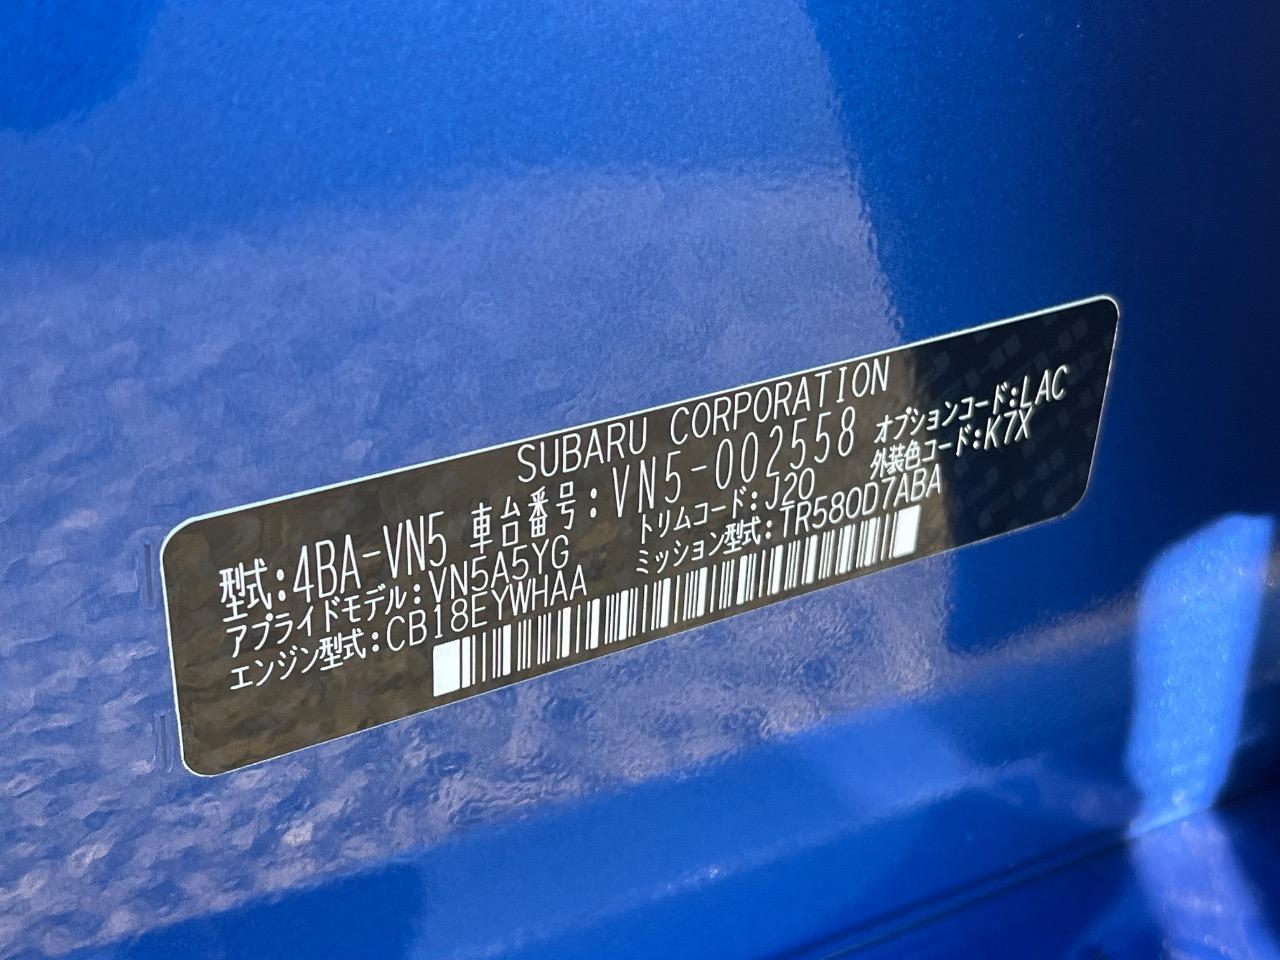 SUBARU CORPORATION
型式:4BA-VN5 車台番号:VN5-002558
アプライドモデル:VN5A5YG トリムコード:J20 オプションコード:LAC
エンジン型式:CB18EYWHAA ミッション型式:TR580D7ABA 外装色コード:K7X